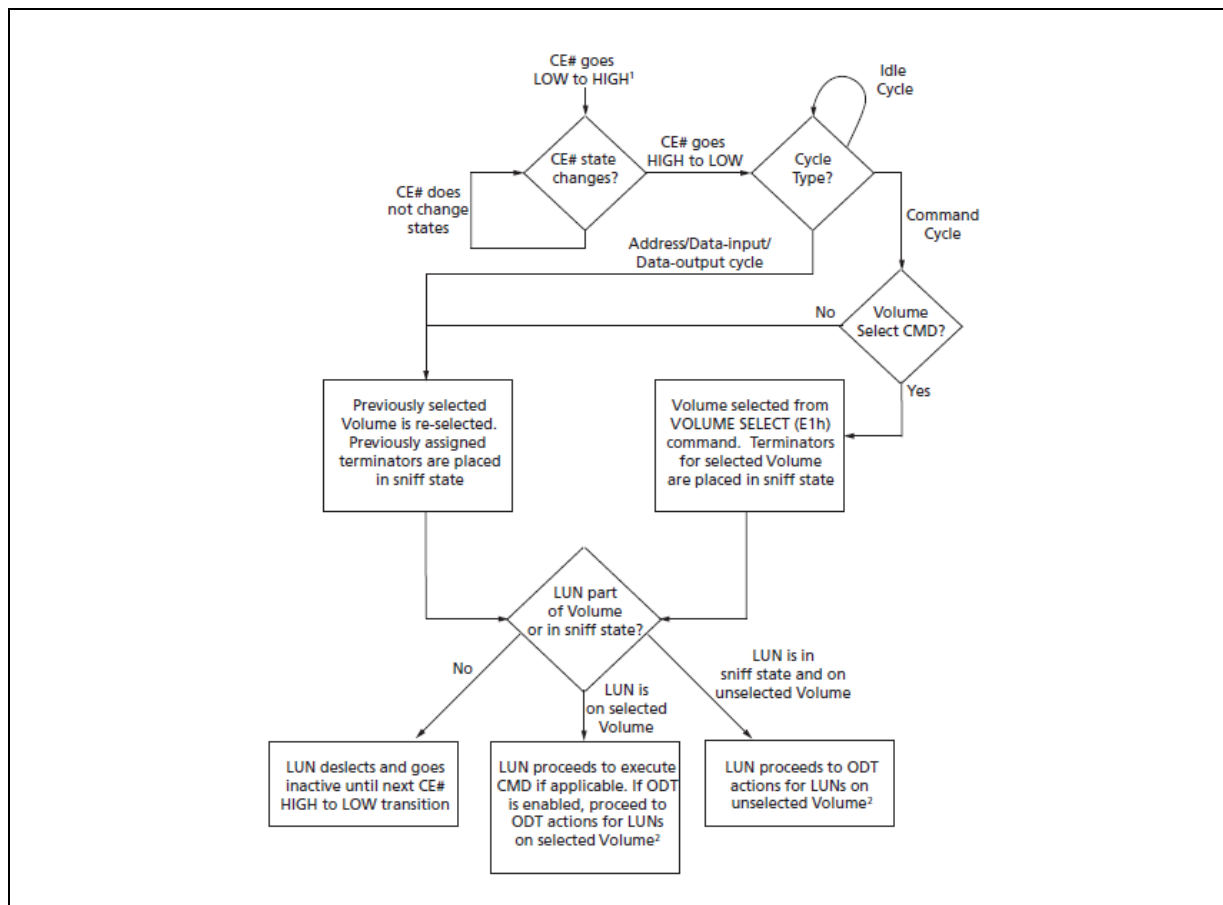 CE# goes
LOW to HIGH¹
Idle
Cycle
CE# state
changes?
CE# goes
HIGH to LOW
Cycle
Type?
CE# does
not change
states
Command
Cycle
Address/Data-input/
Data-output cycle
No
Volume
Select CMD?
Yes
Previously selected
Volume is re-selected.
Previously assigned
terminators are placed
in sniff state
Volume selected from
VOLUME SELECT (E1h)
command. Terminators
for selected Volume
are placed in sniff state
LUN part
of Volume
or in sniff state?
No
LUN is
on selected
Volume
LUN is in
sniff state and on
unselected Volume
LUN deslects and goes
inactive until next CE#
HIGH to LOW transition
LUN proceeds to execute
CMD if applicable. If ODT
is enabled, proceed to
ODT actions for LUNs
on selected Volume²
LUN proceeds to ODT
actions for LUNs on
unselected Volume²